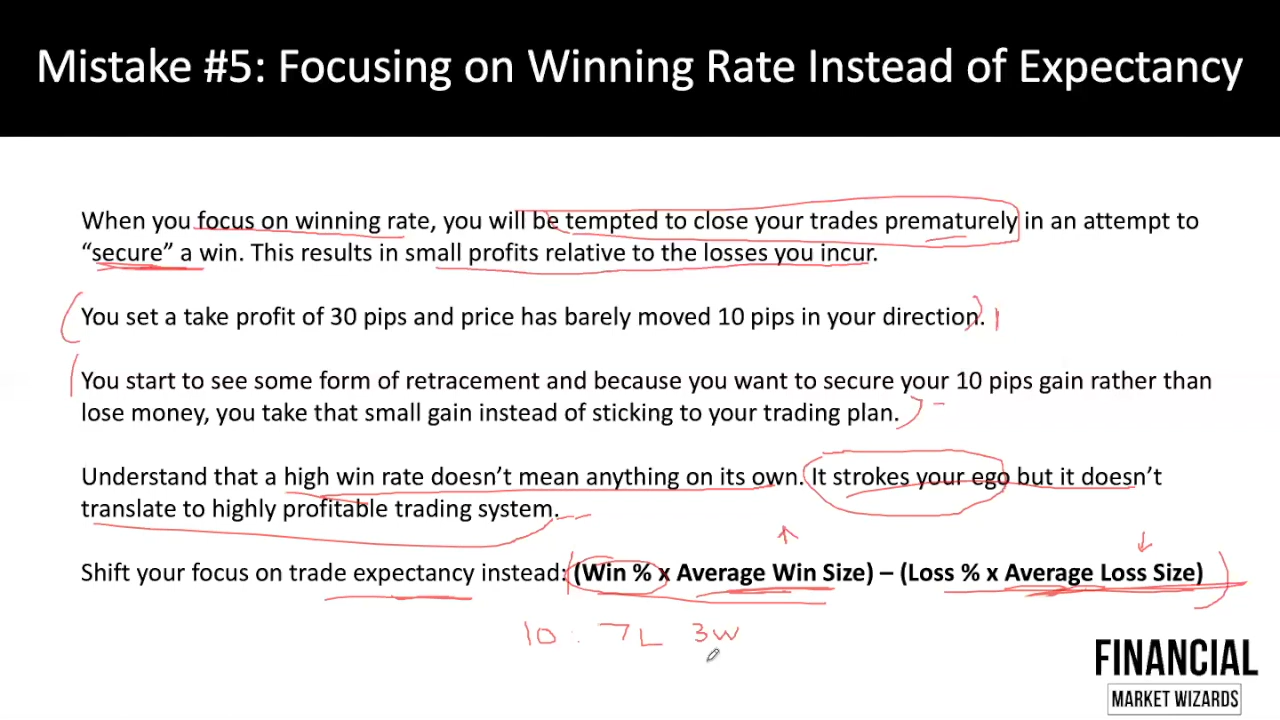 Mistake #5: Focusing on Winning Rate Instead of Expectancy
When you focus on winning rate, you will be tempted to close your trades prematurely in an attempt to
“secure” a win. This results in small profits relative to the losses you incur.
You set a take profit of 30 pips and price has barely moved 10 pips in your direction.
You start to see some form of retracement and because you want to secure your 10 pips gain rather than
lose money, you take that small gain instead of sticking to your trading plan.
Understand that a high win rate doesn’t mean anything on its own. It strokes your ego but it doesn’t
translate to highly profitable trading system.
Shift your focus on trade expectancy instead: (Win % x Average Win Size) – (Loss % x Average Loss Size)
10 : 7L 3W
FINANCIAL
MARKET WIZARDS